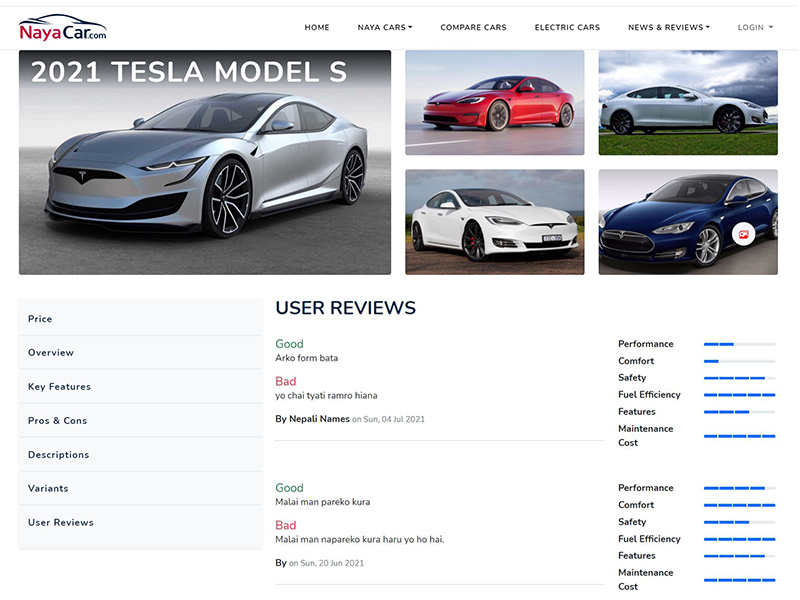 NayaCar.com
HOME
NAYA CARS
COMPARE CARS
ELECTRIC CARS
NEWS & REVIEWS
LOGIN
2021 TESLA MODEL S
Price
Overview
Key Features
Pros & Cons
Descriptions
Variants
User Reviews
USER REVIEWS
Good
Arko form bata
Bad
yo chai tyati ramro hiana
By Nepali Names on Sun, 04 Jul 2021
Performance
Comfort
Safety
Fuel Efficiency
Features
Maintenance
Cost
Good
Malai man pareko kura
Bad
Malai man napareko kura haru yo ho hai.
By on Sun, 20 Jun 2021
Performance
Comfort
Safety
Fuel Efficiency
Features
Maintenance
Cost